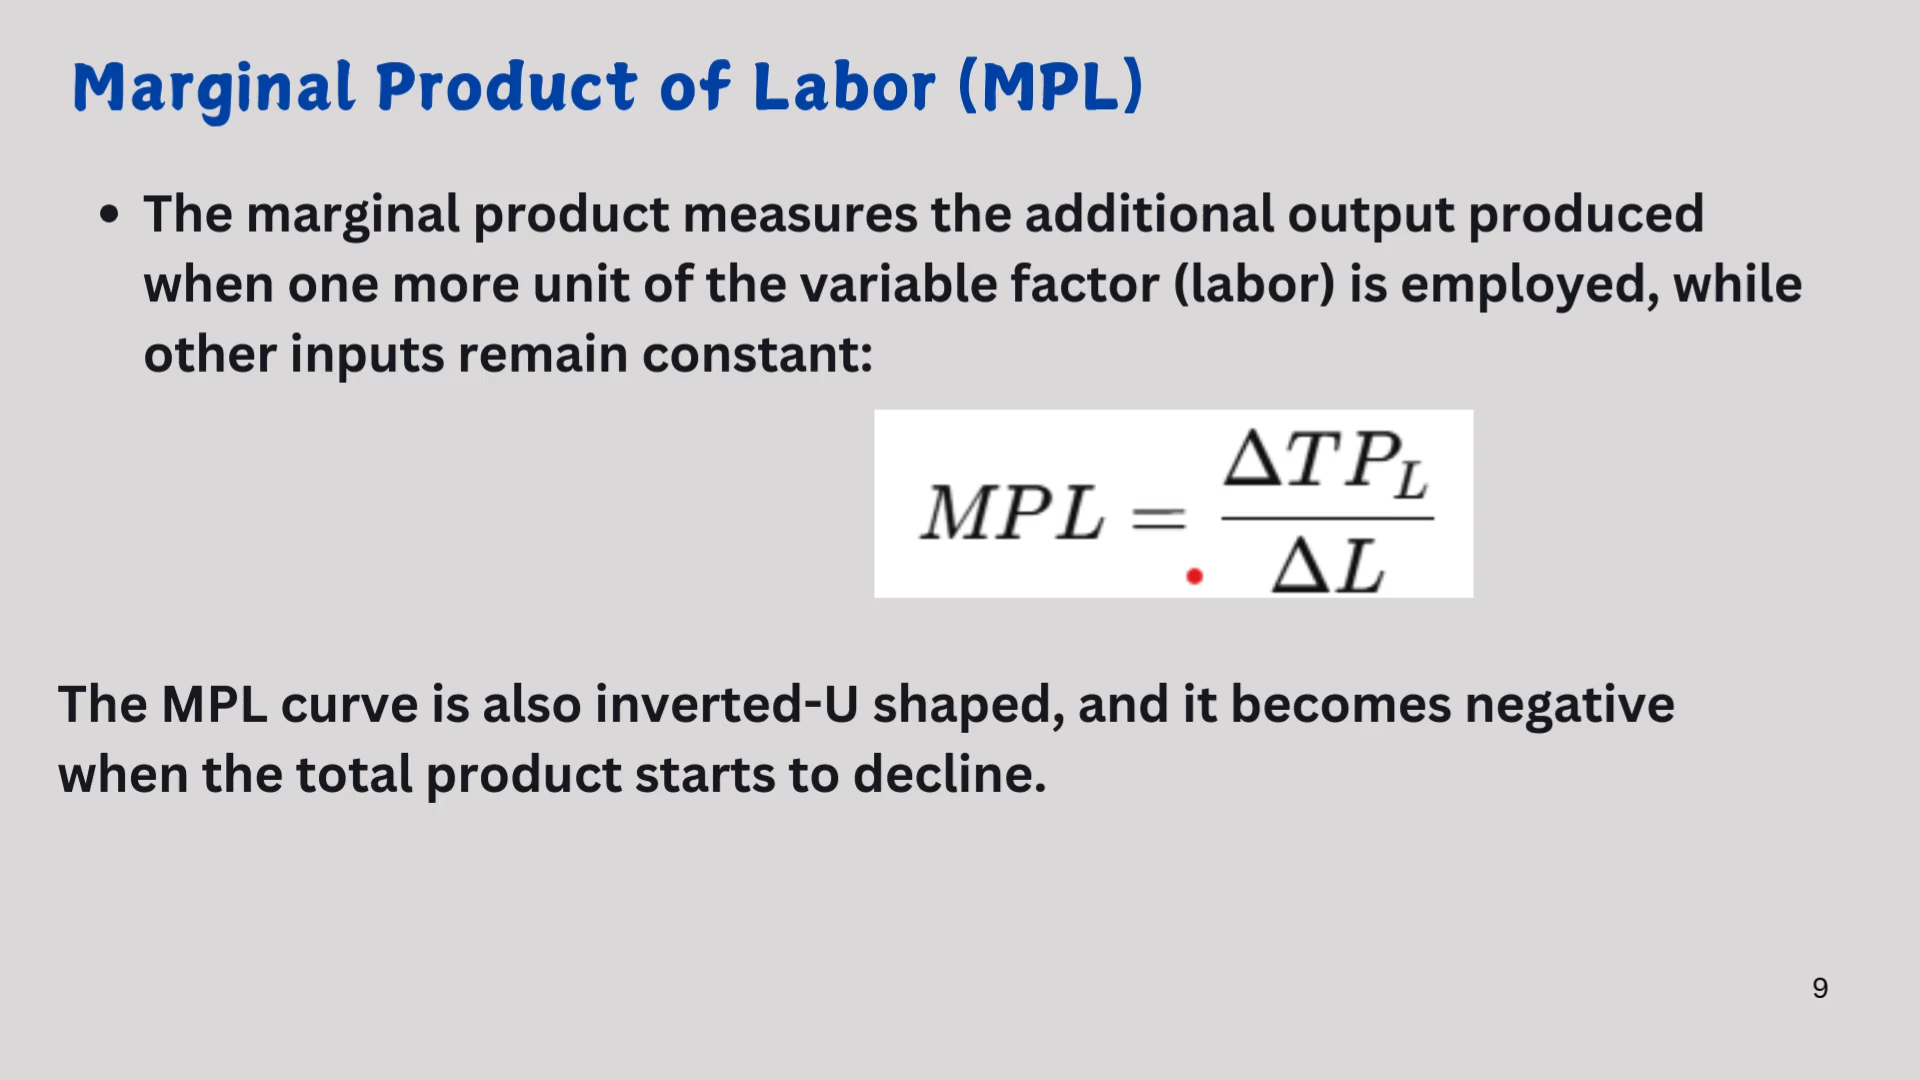 Marginal Product of Labor (MPL)
• The marginal product measures the additional output produced
when one more unit of the variable factor (labor) is employed, while
other inputs remain constant:
MPL = ΔTP_L / ΔL
The MPL curve is also inverted-U shaped, and it becomes negative
when the total product starts to decline.
9